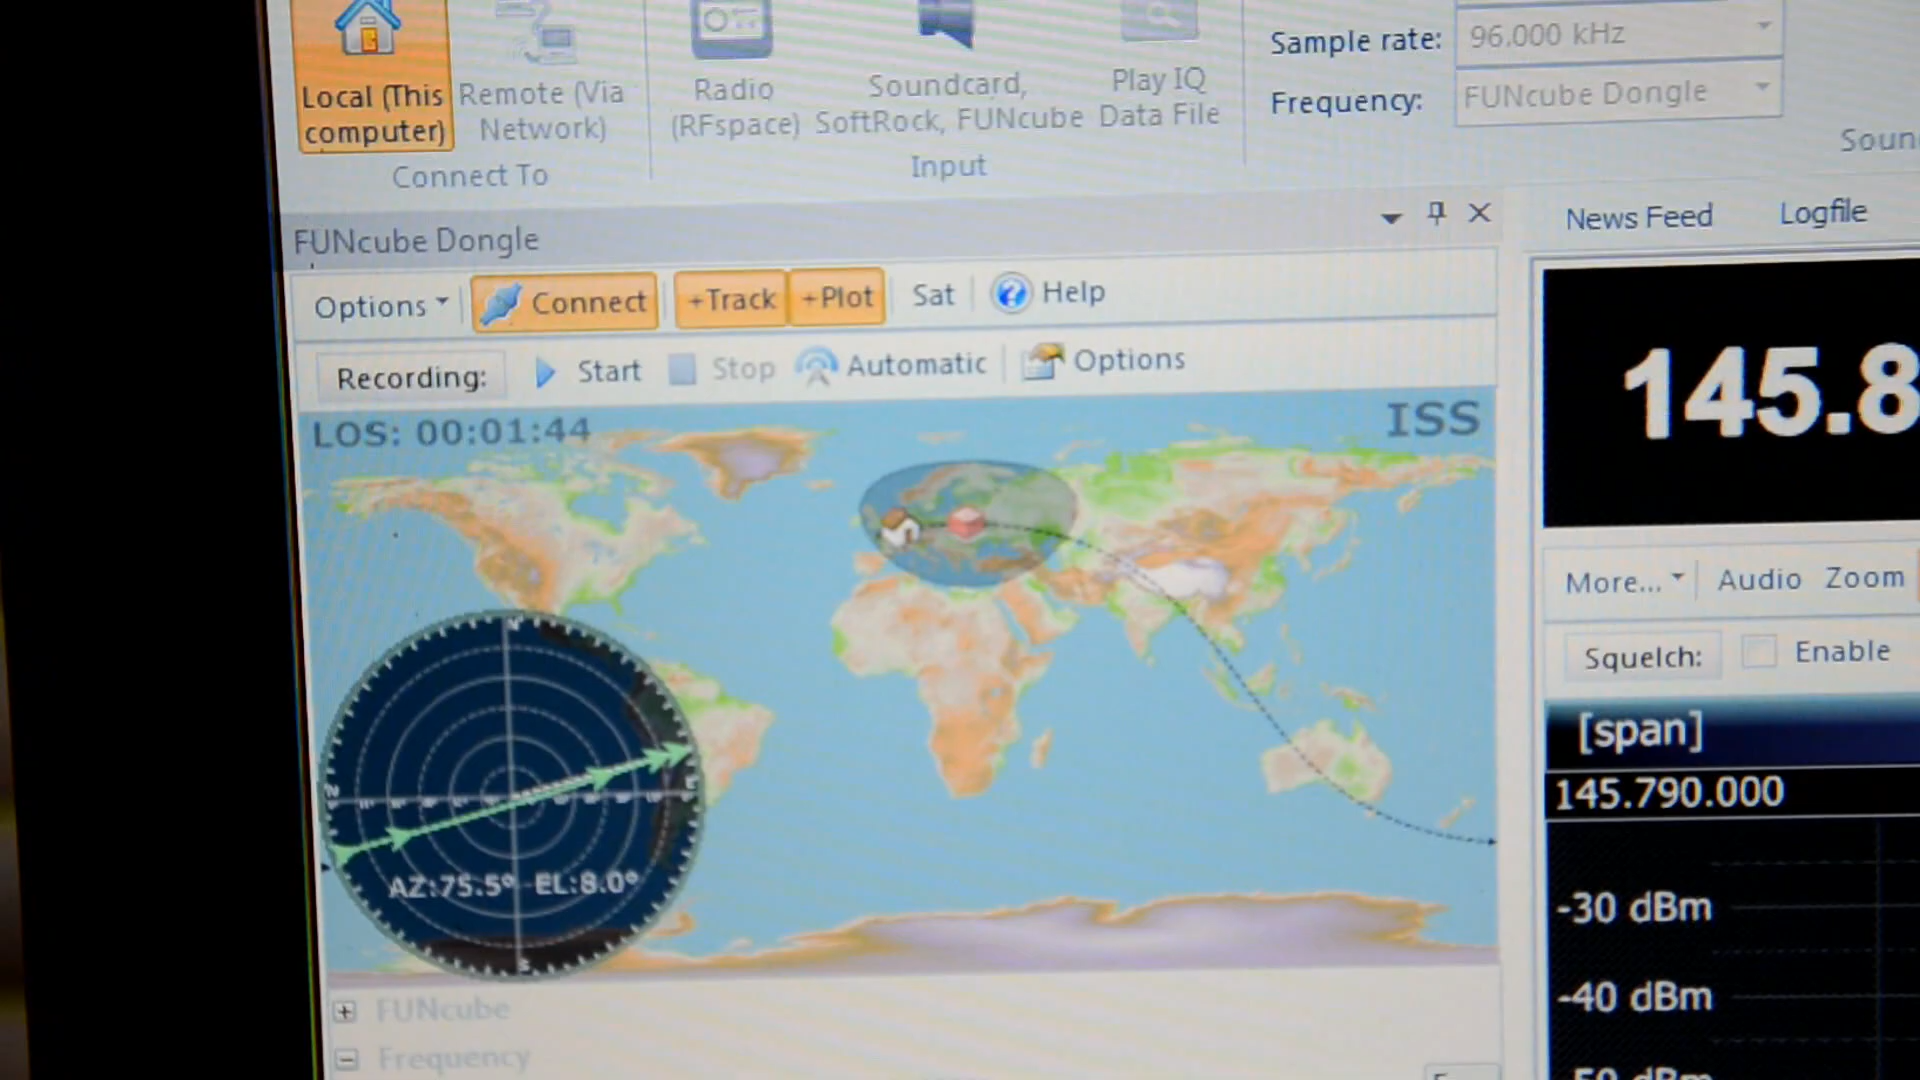 Local (This computer)
Remote (Via Network)
Connect To
Radio (RFspace)
Soundcard, SoftRock, FUNcube
Play IQ Data File
Input
Sample rate: 96.000 kHz
Frequency: FUNcube Dongle
FUNcube Dongle
News Feed Logfile
Options Connect +Track +Plot Sat Help
Recording: Start Stop Automatic Options
LOS: 00:01:44
ISS
145.8
More... Audio Zoom
Squelch: Enable
[span]
145.790.000
N
E
S
AZ:75.5° EL:8.0°
-30 dBm
-40 dBm
FUNcube
Frequency